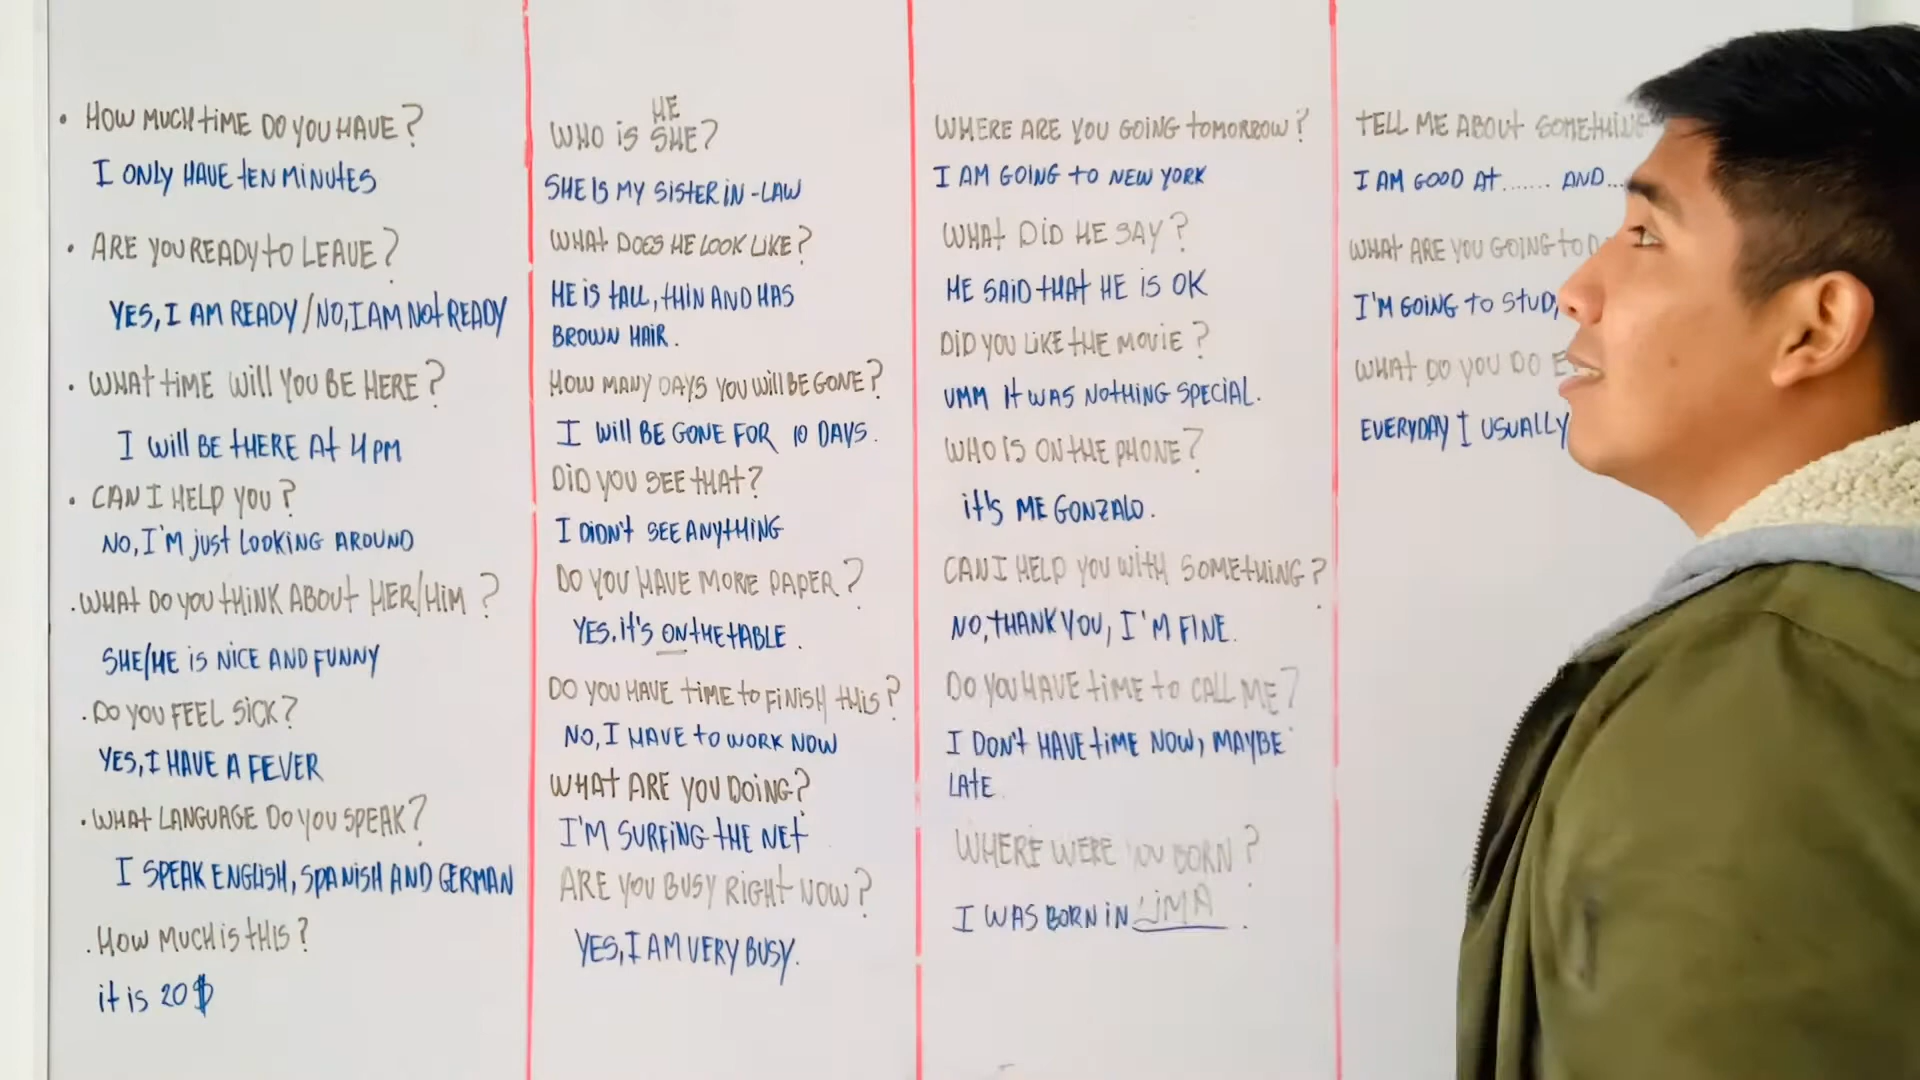 • HOW MUCH TIME DO YOU HAVE?
I ONLY HAVE TEN MINUTES
• ARE YOU READY TO LEAVE?
YES, I AM READY / NO, I AM NOT READY
• WHAT TIME WILL YOU BE HERE?
I WILL BE THERE AT 4 PM
• CAN I HELP YOU?
NO, I'M JUST LOOKING AROUND
. WHAT DO YOU THINK ABOUT HER/HIM?
SHE/HE IS NICE AND FUNNY
. DO YOU FEEL SICK?
YES, I HAVE A FEVER
. WHAT LANGUAGE DO YOU SPEAK?
I SPEAK ENGLISH, SPANISH AND GERMAN
. HOW MUCH IS THIS?
IT IS 20$
HE
WHO IS SHE?
SHE IS MY SISTER IN-LAW
WHAT DOES HE LOOK LIKE?
HE IS TALL, THIN AND HAS
BROWN HAIR.
HOW MANY DAYS YOU WILL BE GONE?
I WILL BE GONE FOR 10 DAYS.
DID YOU SEE THAT?
I DIDN'T SEE ANYTHING
DO YOU HAVE MORE PAPER?
YES, IT'S ON THE TABLE.
DO YOU HAVE TIME TO FINISH THIS?
NO, I HAVE TO WORK NOW
WHAT ARE YOU DOING?
I'M SURFING THE NET
ARE YOU BUSY RIGHT NOW?
YES, I AM VERY BUSY.
WHERE ARE YOU GOING TOMORROW?
I AM GOING TO NEW YORK
WHAT DID HE SAY?
HE SAID THAT HE IS OK
DID YOU LIKE THE MOVIE?
UMM IT WAS NOTHING SPECIAL.
WHO IS ON THE PHONE?
IT'S ME GONZALO.
CAN I HELP YOU WITH SOMETHING?
NO, THANK YOU, I'M FINE.
DO YOU HAVE TIME TO CALL ME?
I DON'T HAVE TIME NOW, MAYBE
LATE.
WHERE WERE YOU BORN?
I WAS BORN IN LIMA.
TELL ME ABOUT SOMETHING
I AM GOOD AT....... AND...
WHAT ARE YOU GOING TO
I'M GOING TO
WHAT DO YOU DO
EVERYDAY I USUALLY